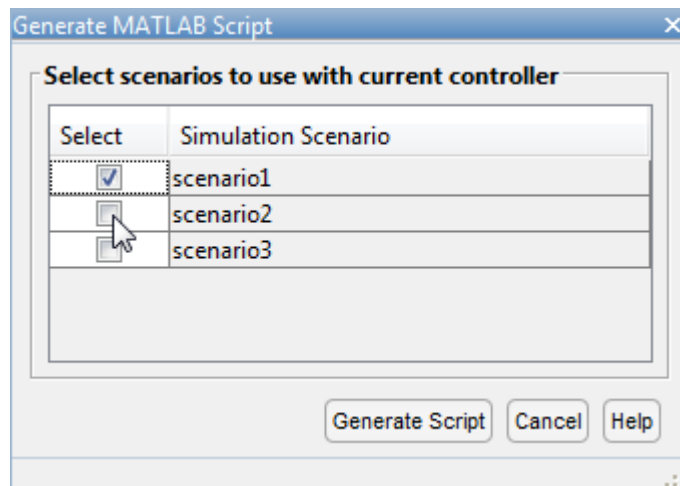 Generate MATLAB Script
Select scenarios to use with current controller
Select Simulation Scenario
scenario1
scenario2
scenario3
Generate Script Cancel Help